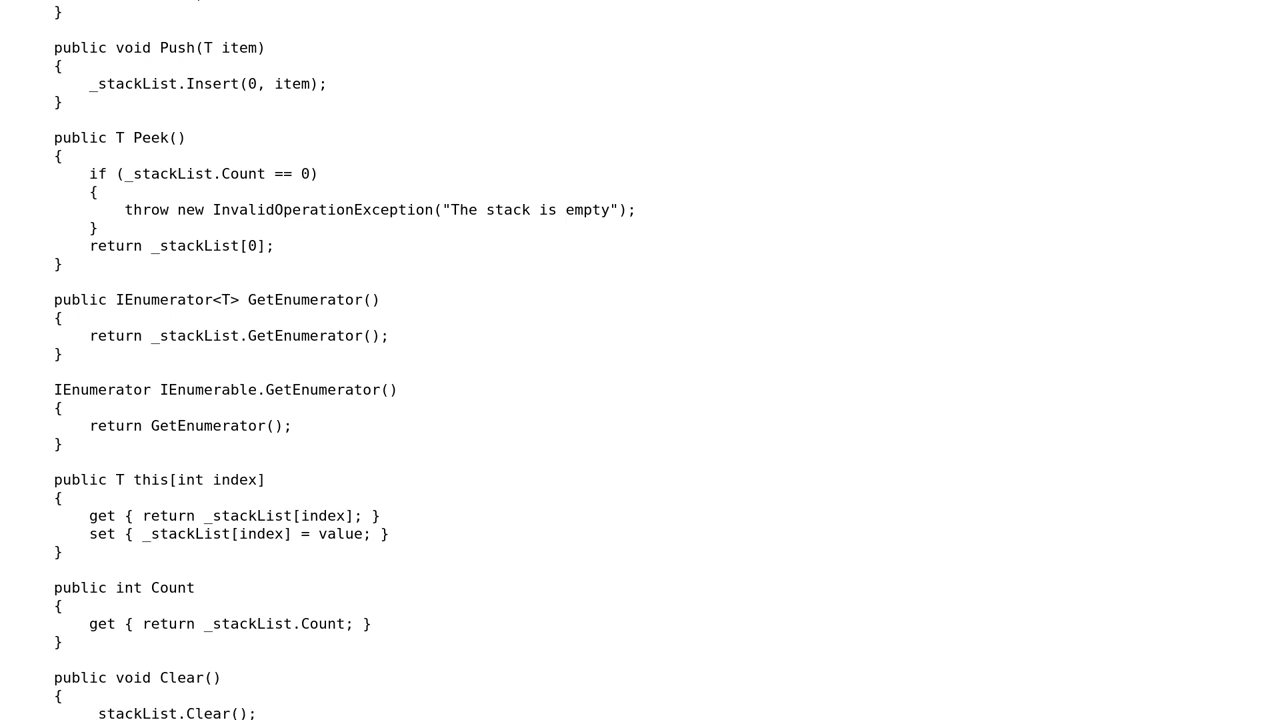 }

public void Push(T item)
{
    _stackList.Insert(0, item);
}

public T Peek()
{
    if (_stackList.Count == 0)
    {
        throw new InvalidOperationException("The stack is empty");
    }
    return _stackList[0];
}

public IEnumerator<T> GetEnumerator()
{
    return _stackList.GetEnumerator();
}

IEnumerator IEnumerable.GetEnumerator()
{
    return GetEnumerator();
}

public T this[int index]
{
    get { return _stackList[index]; }
    set { _stackList[index] = value; }
}

public int Count
{
    get { return _stackList.Count; }
}

public void Clear()
{
    stackList.Clear();